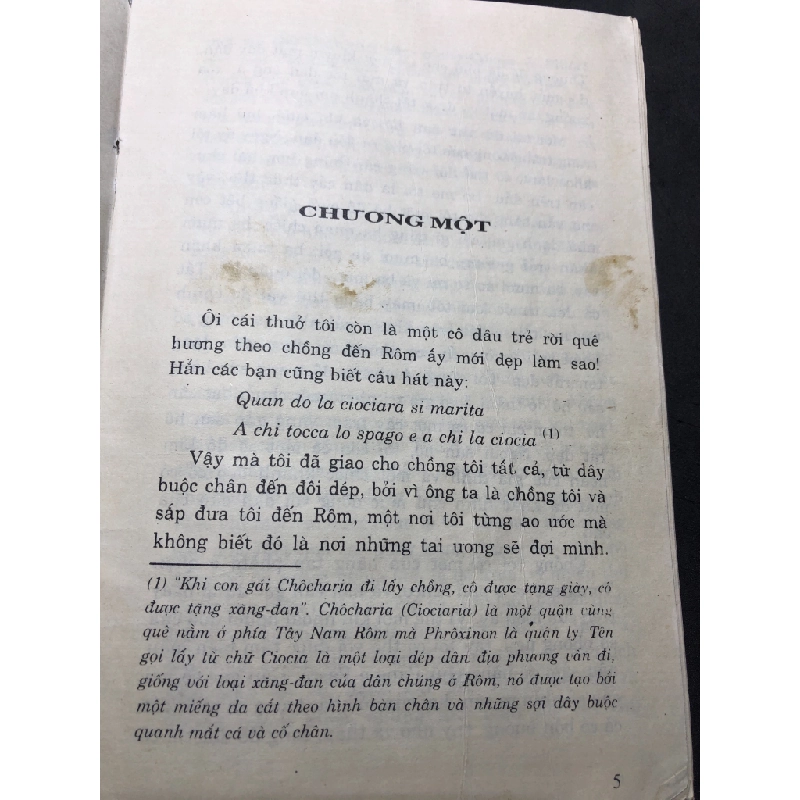 CHƯƠNG MỘT
Ôi cái thuở tôi còn là một cô dâu trẻ rời quê
hương theo chồng đến Rôm ấy mới đẹp làm sao!
Hẳn các bạn cũng biết câu hát này:
Quan do la ciociara si marita
A chi tocca lo spago e a chi la ciocia (1)
Vậy mà tôi đã giao cho chồng tôi tất cả, từ dây
buộc chân đến đôi dép, bởi vì ông ta là chồng tôi và
sắp đưa tôi đến Rôm, một nơi tôi từng ao ước mà
không biết đó là nơi những tai ương sẽ đợi mình.
(1) "Khi con gái Chôcharia đi lấy chồng, cô được tặng giày, cô
được tặng xăng-đan". Chôcharia (Ciociaria) là một quận vùng
quê nằm ở phía Tây Nam Rôm mà Phrôxinon là quận lỵ. Tên
gọi lấy từ chữ Ciocia là một loại dép dân địa phương vẫn đi,
giống với loại xăng-đan của dân chúng ở Rôm, nó được tạo bởi
một miếng da cắt theo hình bàn chân và những sợi dây buộc
quanh mắt cá và cổ chân.
5